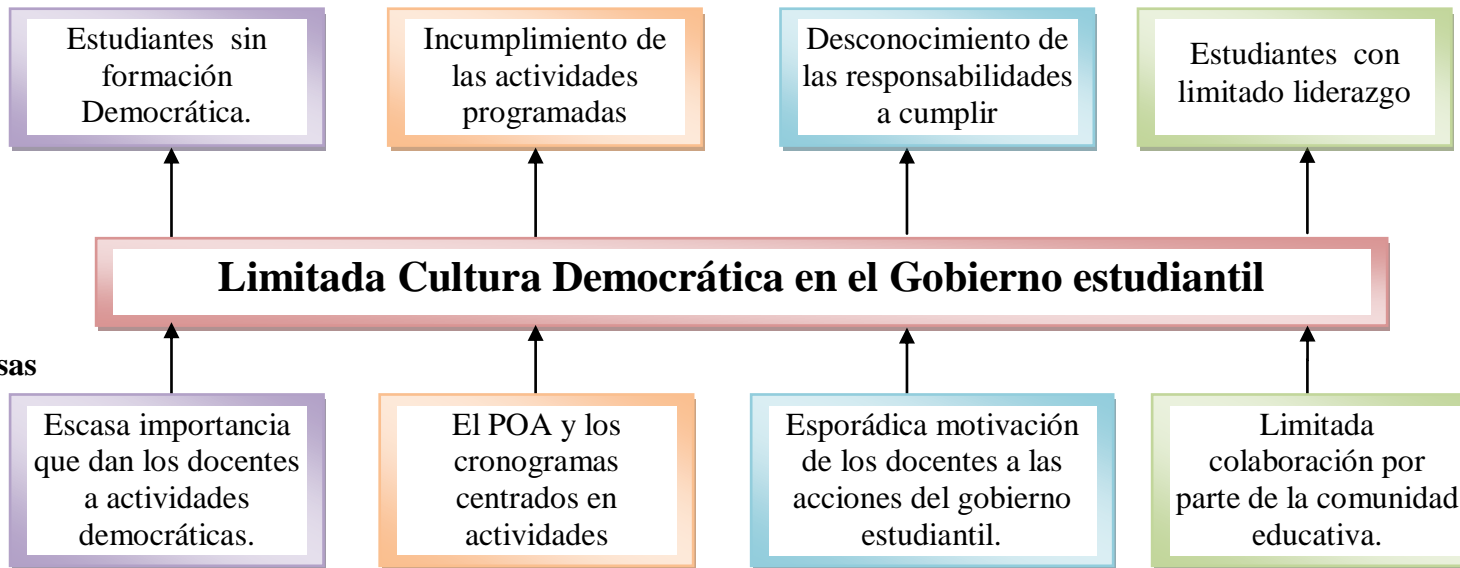 Estudiantes sin
formación
Democrática.
Incumplimiento de
las actividades
programadas
Desconocimiento de
las responsabilidades
a cumplir
Estudiantes con
limitado liderazgo
Limitada Cultura Democrática en el Gobierno estudiantil
sas
Escasa importancia
que dan los docentes
a actividades
democráticas.
El POA y los
cronogramas
centrados en
actividades
Esporádica motivación
de los docentes a las
acciones del gobierno
estudiantil.
Limitada
colaboración por
parte de la comunidad
educativa.